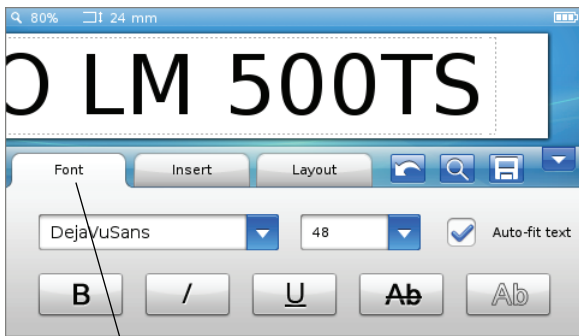 80% 24 mm
O LM 500TS
Font Insert Layout
DejaVuSans 48 Auto-fit text
B I U Ab Ab